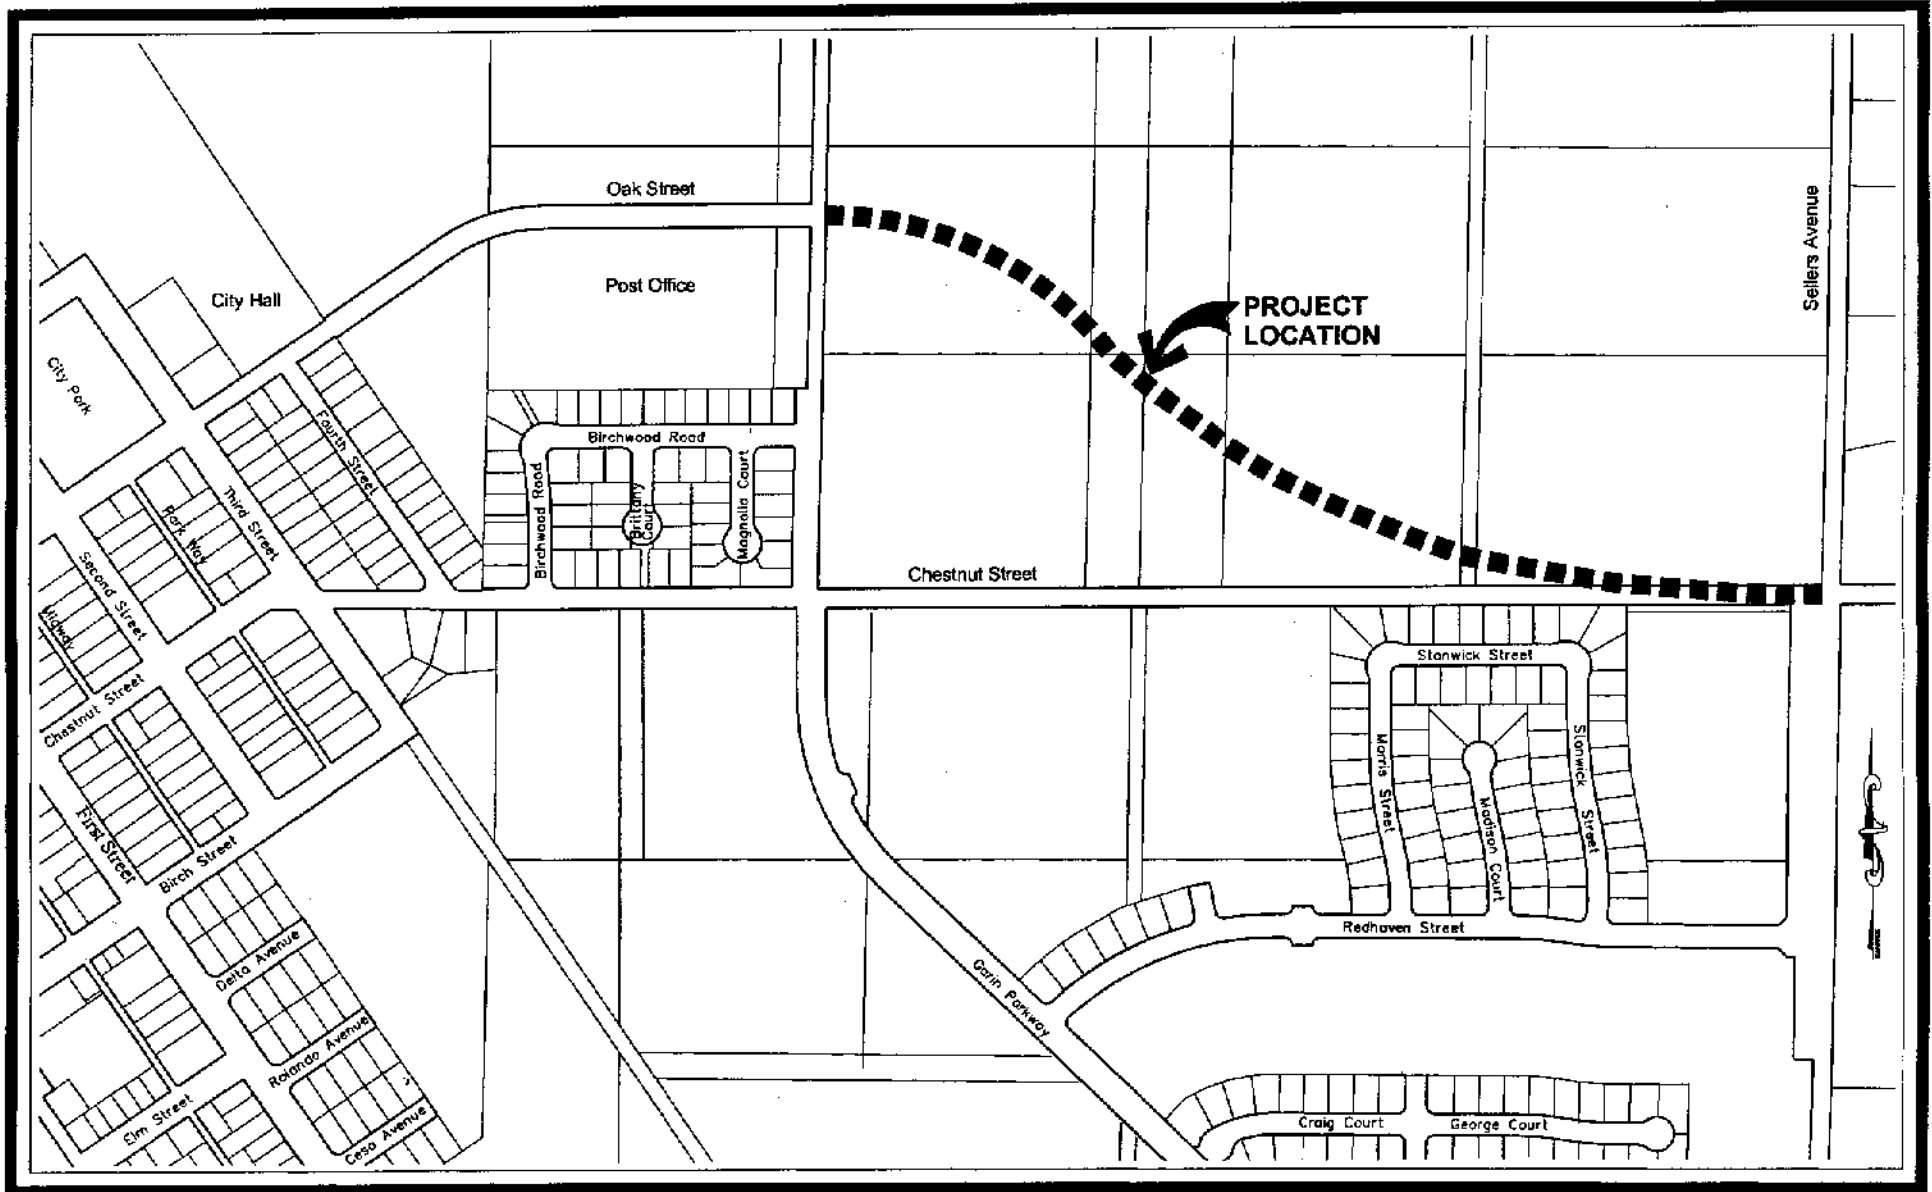 Oak Street
Sellers Avenue
City Hall
Post Office
PROJECT
LOCATION
City Park
Fourth Street
Birchwood Road
Birchwood Road
Brittany
Court
Magnolia Court
Third Street
Park Way
Second Street
Midway
Chestnut Street
Chestnut Street
Stonwick Street
Morris Street
Stonwick Street
Madison Court
First Street
Birch Street
Redhaven Street
Delta Avenue
Garin Parkway
Rolando Avenue
Elm Street
Cesa Avenue
Craig Court
George Court